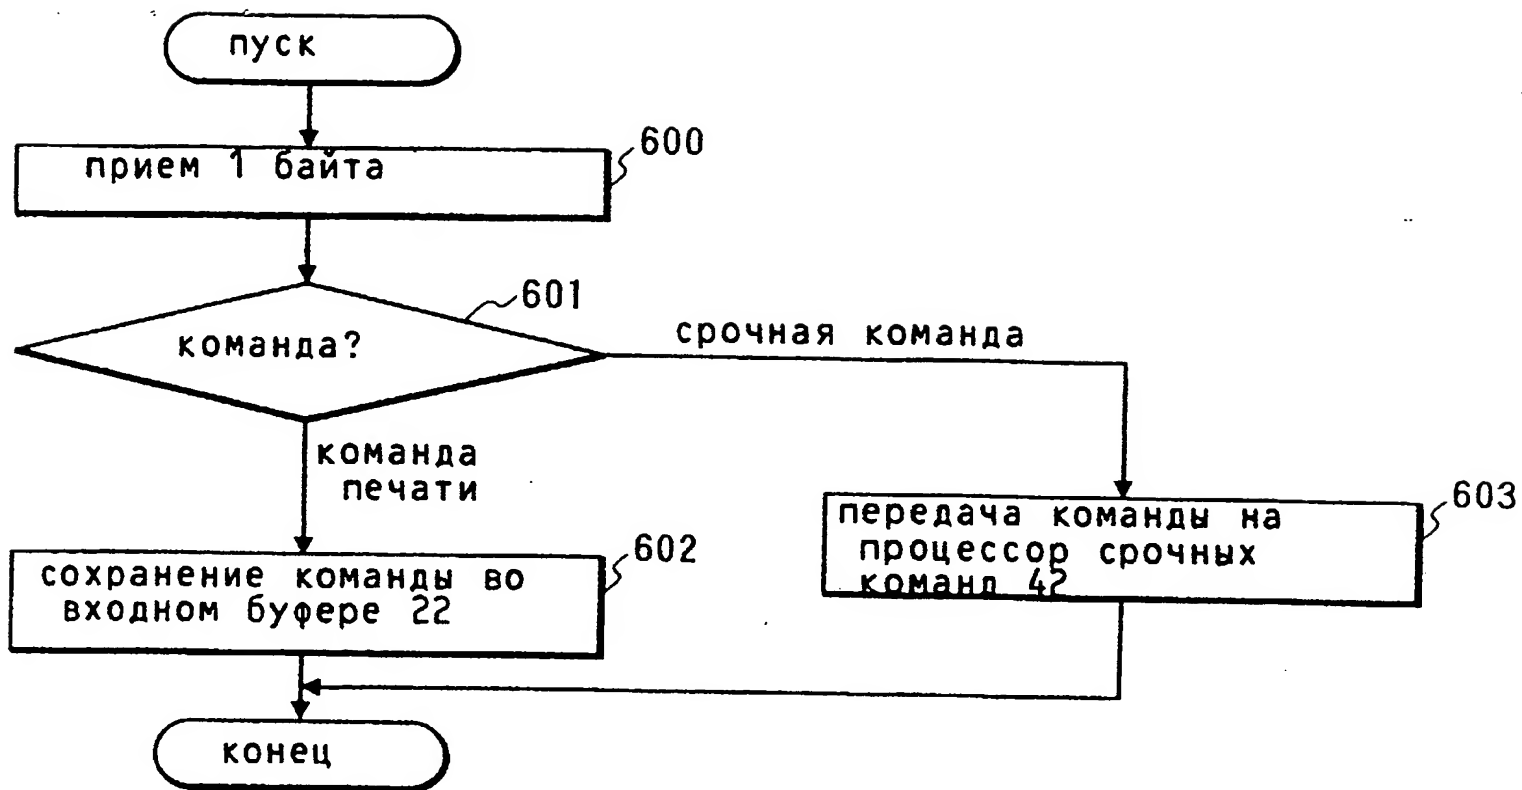 пуск
прием 1 байта
600
601
команда?
срочная команда
команда
печати
602
сохранение команды во
входном буфере 22
603
передача команды на
процессор срочных
команд 42
конец